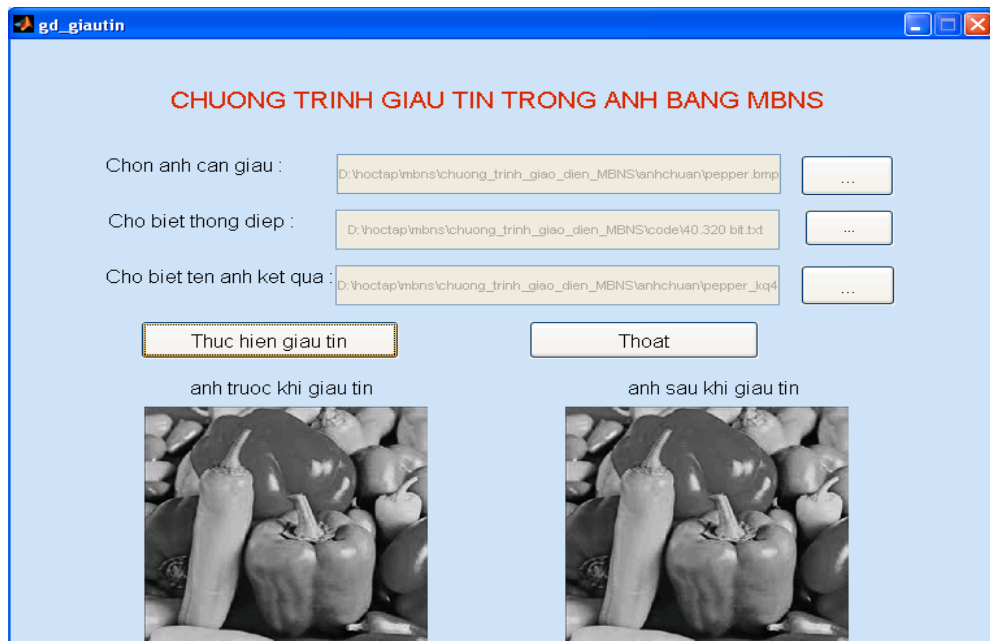 gd_giautin
CHUONG TRINH GIAU TIN TRONG ANH BANG MBNS
Chon anh can giau :
D:\hoctap\mbns\chuong_trinh_giao_dien_MBNS\anhchuan\pepper.bmp
...
Cho biet thong diep :
D:\hoctap\mbns\chuong_trinh_giao_dien_MBNS\code\40.320 bit.txt
...
Cho biet ten anh ket qua :
D:\hoctap\mbns\chuong_trinh_giao_dien_MBNS\anhchuan\pepper_kq4
...
Thuc hien giau tin
Thoat
anh truoc khi giau tin
anh sau khi giau tin